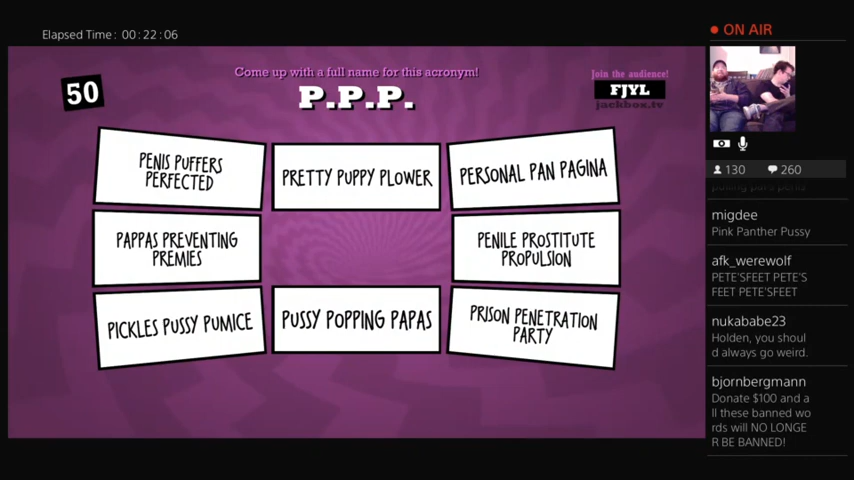 Elapsed Time: 00:22:06
ON AIR
50
Come up with a full name for this acronym!
P.P.P.
Join the audience!
FJYL
jackbox.tv
PENIS PUFFERS
PERFECTED
PRETTY PUPPY PLOWER
PERSONAL PAN PAGINA
PAPPAS PREVENTING
PREMIES
PENILE PROSTITUTE
PROPULSION
PICKLES PUSSY PUMICE
PUSSY POPPING PAPAS
PRISON PENETRATION
PARTY
130
260
migdee
Pink Panther Pussy
afk_werewolf
PETE'SFEET PETE'S
FEET PETE'SFEET
nukababe23
Holden, you shoul
d always go weird.
bjornbergmann
Donate $100 and a
ll these banned wo
rds will NO LONGE
R BE BANNED!